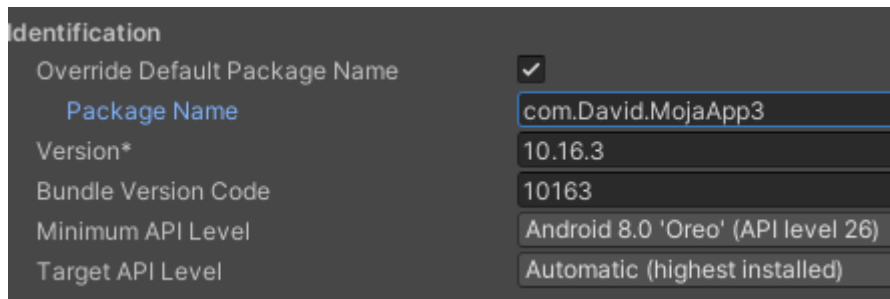 Identification
Override Default Package Name
Package Name com.David.MojaApp3
Version* 10.16.3
Bundle Version Code 10163
Minimum API Level Android 8.0 'Oreo' (API level 26)
Target API Level Automatic (highest installed)